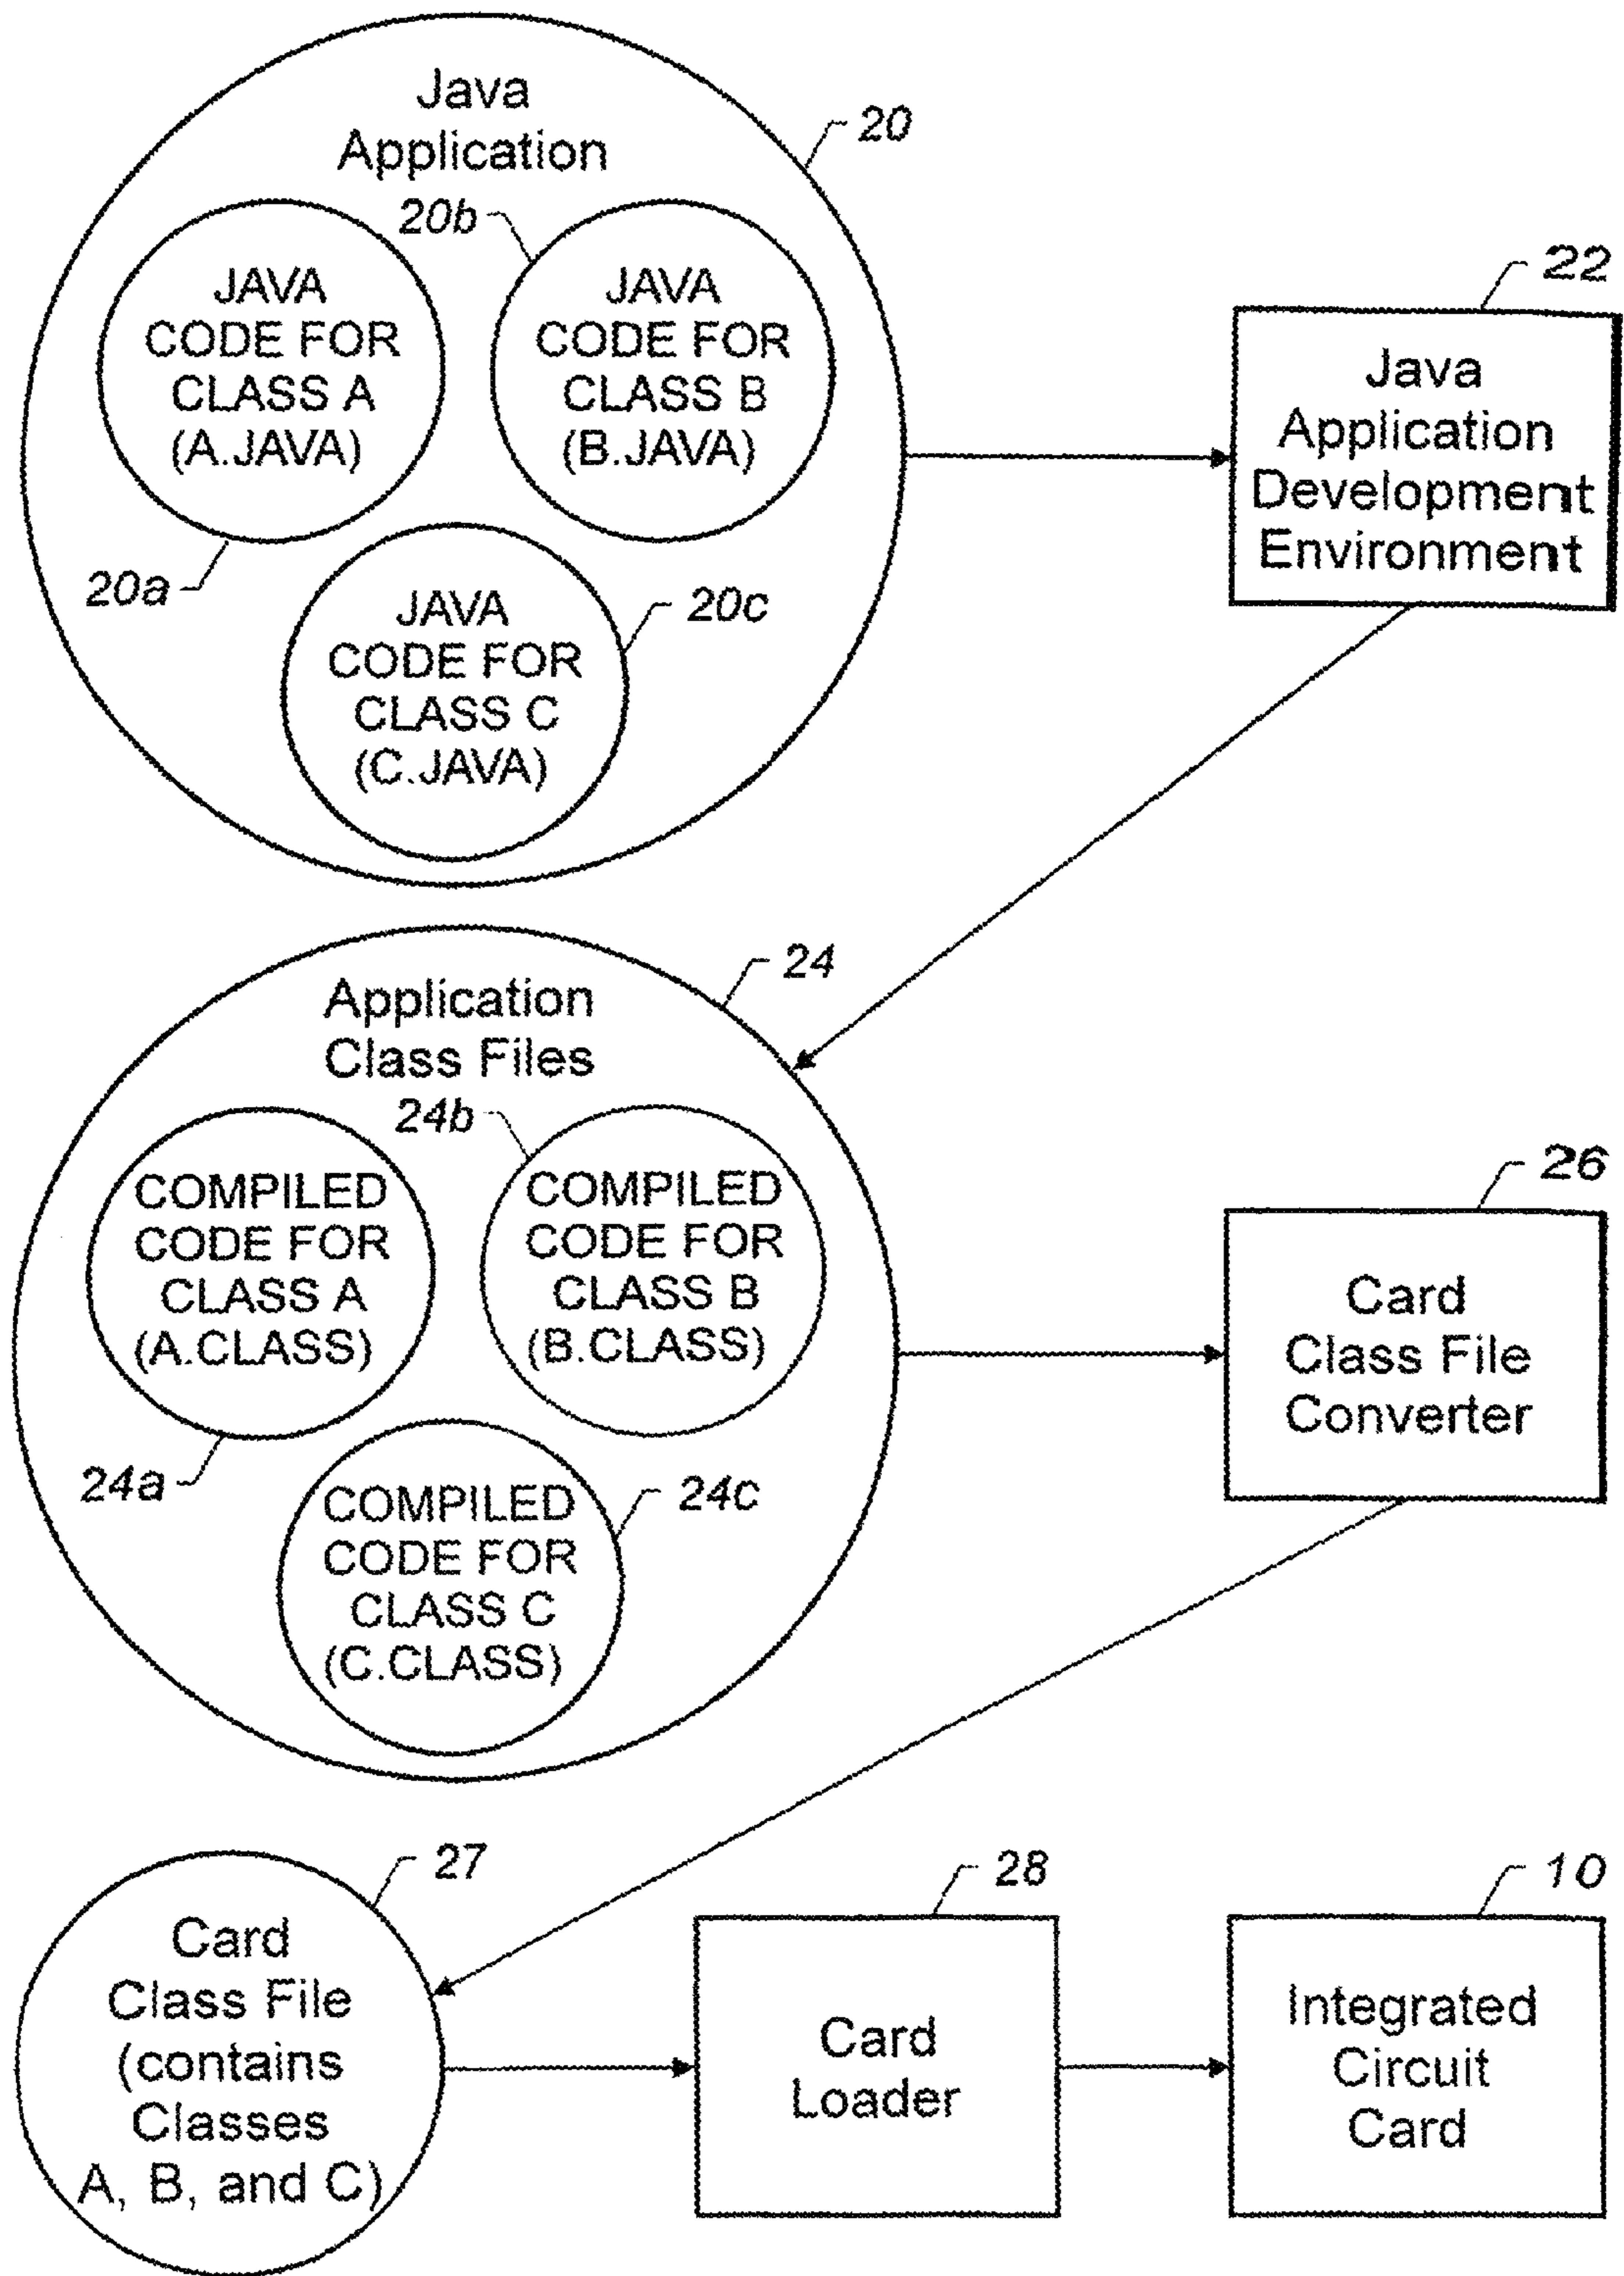 Java
Application
20
20b
JAVA
CODE FOR
CLASS A
(A.JAVA)
JAVA
CODE FOR
CLASS B
(B.JAVA)
20a
JAVA
CODE FOR
CLASS C
(C.JAVA)
20c
22
Java
Application
Development
Environment
24
Application
Class Files
24b
COMPILED
CODE FOR
CLASS A
(A.CLASS)
COMPILED
CODE FOR
CLASS B
(B.CLASS)
24a
COMPILED
CODE FOR
CLASS C
(C.CLASS)
24c
26
Card
Class File
Converter
27
Card
Class File
(contains
Classes
A, B, and C)
28
Card
Loader
10
Integrated
Circuit
Card